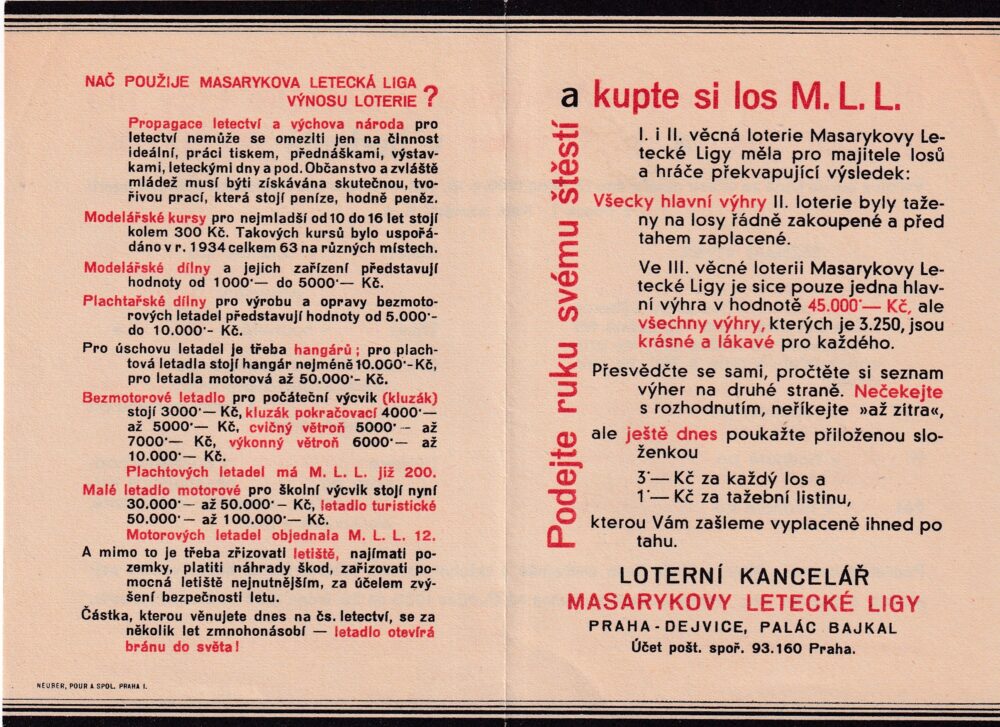 NAČ POUŽIJE MASARYKOVA LETECKÁ LIGA
VÝNOSU LOTERIE ?
Propagace letectví a výchova národa pro
letectví nemůže se omeziti jen na činnost
ideální, práci tiskem, přednáškami, výstav-
kami, leteckými dny a pod. Občanstvo a zvláště
mládež musí býti získávána skutečnou, tvo-
řivou prací, která stojí peníze, hodně peněz.
Modelářské kursy pro nejmladší od 10 do 16 let stojí
kolem 300 Kč. Takových kursů bylo uspořá-
dáno v r. 1934 celkem 63 na různých místech.
Modelářské dílny a jejich zařízení představují
hodnoty od 1000·— do 5000·— Kč.
Plachtařské dílny pro výrobu a opravy bezmoto-
rových letadel představují hodnoty od 5.000·-
do 10.000·- Kč.
Pro úschovu letadel je třeba hangárů ; pro plach-
tová letadla stojí hangár nejméně 10.000·- Kč,
pro letadla motorová až 50.000·- Kč.
Bezmotorové letadlo pro počáteční výcvik (kluzák)
stojí 3000·— Kč, kluzák pokračovací 4000·—
až 5000·— Kč, cvičný větroň 5000·— až
7000·— Kč, výkonný větroň 6000·— až
10.000·— Kč.
Plachtových letadel má M. L. L. již 200.
Malé letadlo motorové pro školní výcvik stojí nyní
30.000·— až 50.000·- Kč, letadlo turistické
50.000·— až 100.000·— Kč.
Motorových letadel objednala M. L. L. 12.
A mimo to je třeba zřizovati letiště, najímati po-
zemky, platiti náhrady škod, zařizovati po-
mocná letiště nejnutnějším, za účelem zvý-
šení bezpečnosti letu.
Částka, kterou věnujete dnes na čs. letectví, se za
několik let zmnohonásobí — letadlo otevírá
bránu do světa!
NEUBER, POUR A SPOL. PRAHA I.
Podejte ruku svému štěstí
a kupte si los M. L. L.
I. i II. věcná loterie Masarykovy Le-
tecké Ligy měla pro majitele losů
a hráče překvapující výsledek:
Všecky hlavní výhry II. loterie byly taže-
ny na losy řádně zakoupené a před
tahem zaplacené.
Ve III. věcné loterii Masarykovy Le-
tecké Ligy je sice pouze jedna hlav-
ní výhra v hodnotě 45.000·— Kč, ale
všechny výhry, kterých je 3.250, jsou
krásné a lákavé pro každého.
Přesvědčte se sami, pročtěte si seznam
výher na druhé straně. Nečekejte
s rozhodnutím, neříkejte »až zítra«,
ale ještě dnes poukažte přiloženou slo-
ženkou
3·— Kč za každý los a
1·— Kč za tažební listinu,
kterou Vám zašleme vyplaceně ihned po
tahu.
LOTERNÍ KANCELÁŘ
MASARYKOVY LETECKÉ LIGY
PRAHA - DEJVICE, PALÁC BAJKAL
Účet pošt. spoř. 93.160 Praha.